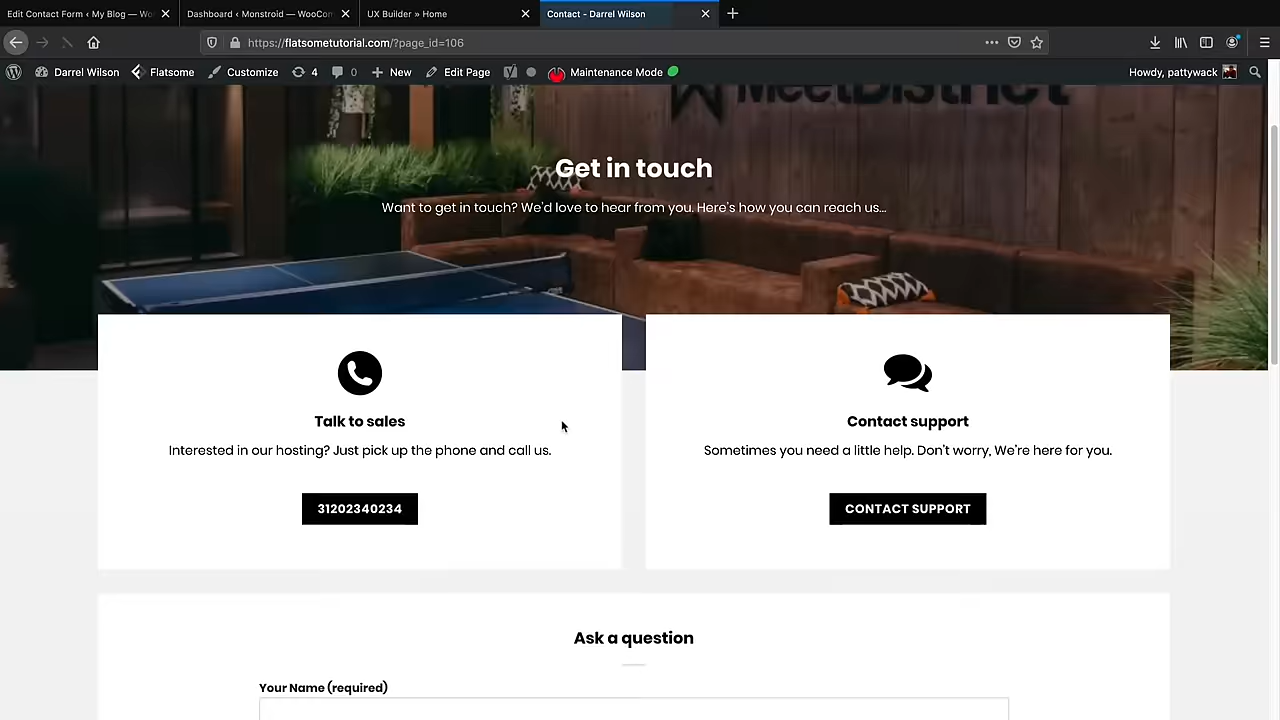 Edit Contact Form ‹ My Blog — Wo
Dashboard ‹ Monstroid — WooCom
UX Builder » Home
Contact - Darrel Wilson
https://flatsometutorial.com/?page_id=106
Darrel Wilson
Flatsome
Customize
4
0
New
Edit Page
Maintenance Mode
Howdy, pattywack
MeetDistrict
Get in touch
Want to get in touch? We'd love to hear from you. Here's how you can reach us...
Talk to sales
Interested in our hosting? Just pick up the phone and call us.
31202340234
Contact support
Sometimes you need a little help. Don't worry, We're here for you.
CONTACT SUPPORT
Ask a question
Your Name (required)